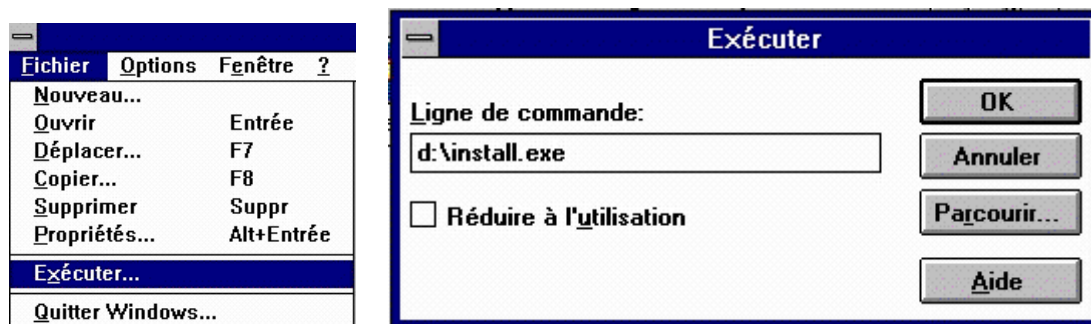 Fichier Options Fenêtre ?
Nouveau...
Ouvrir Entrée
Déplacer... F7
Copier... F8
Supprimer Suppr
Propriétés... Alt+Entrée
Exécuter...
Quitter Windows...
Exécuter
Ligne de commande:
d:\install.exe
Réduire à l'utilisation
OK
Annuler
Parcourir...
Aide